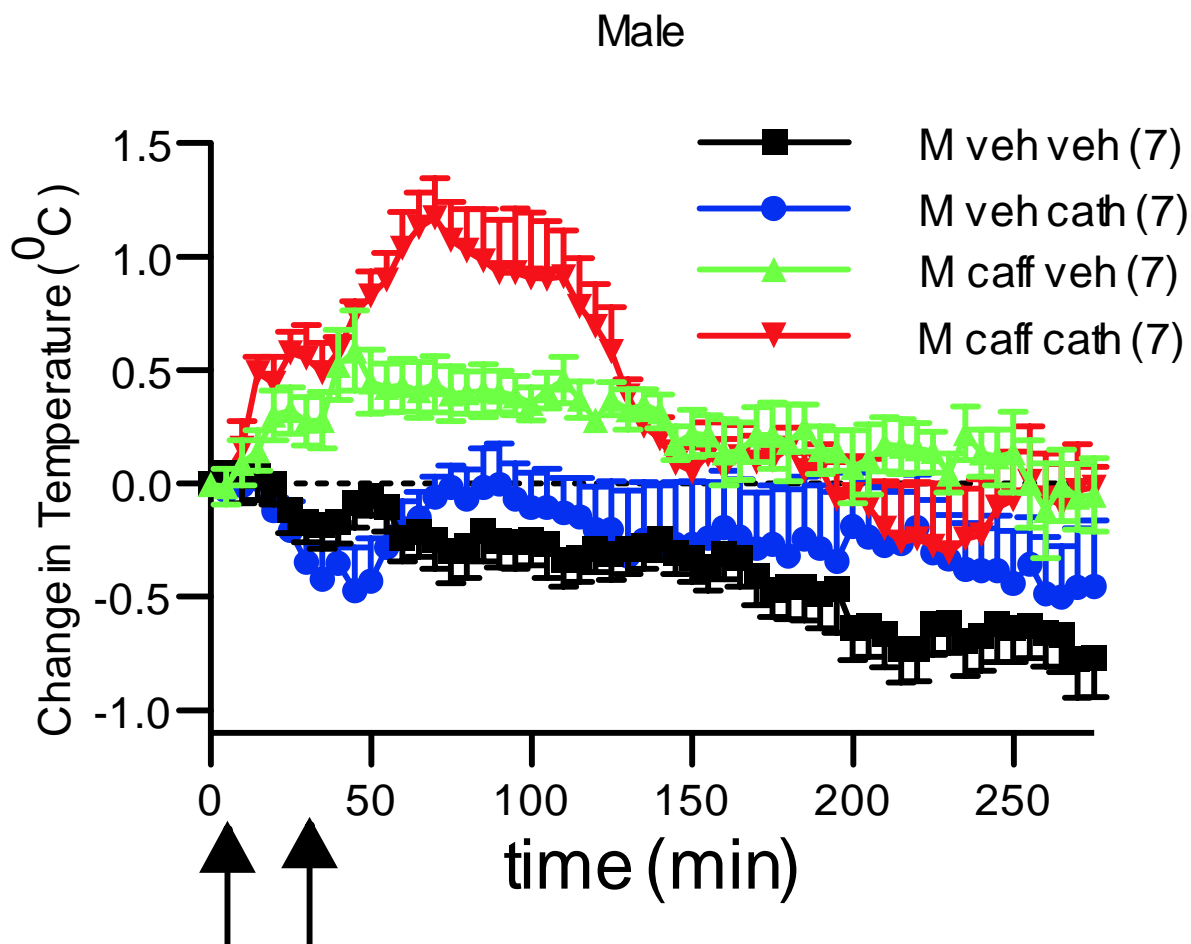 Male
M veh veh (7)
M veh cath (7)
M caff veh (7)
M caff cath (7)
Change in Temperature (⁰C)
1.5
1.0
0.5
0.0
-0.5
-1.0
0 50 100 150 200 250
time (min)